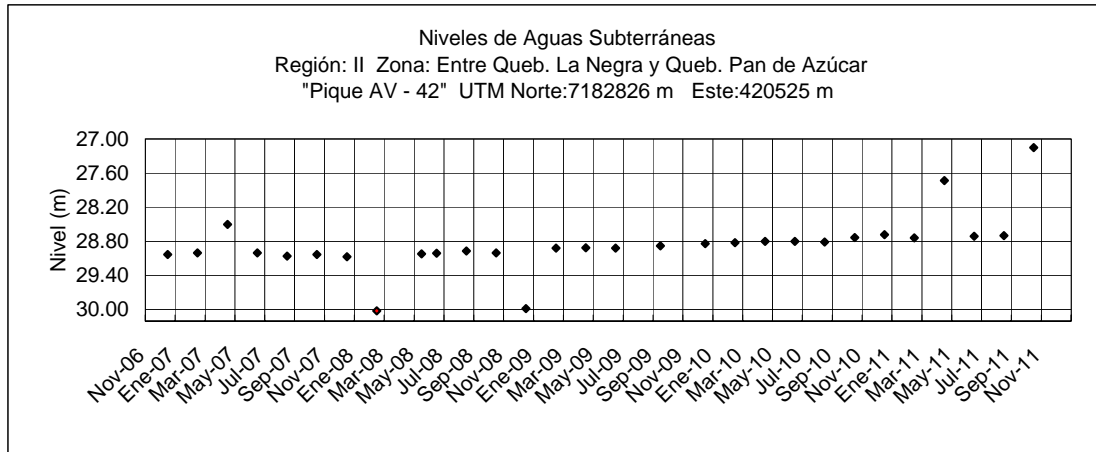 Niveles de Aguas Subterráneas
Región: II  Zona: Entre Queb. La Negra y Queb. Pan de Azúcar
"Pique AV - 42"  UTM Norte:7182826 m   Este:420525 m
Nivel (m)
27.00
27.60
28.20
28.80
29.40
30.00
Nov-06
Ene-07
Mar-07
May-07
Jul-07
Sep-07
Nov-07
Ene-08
Mar-08
May-08
Jul-08
Sep-08
Nov-08
Ene-09
Mar-09
May-09
Jul-09
Sep-09
Nov-09
Ene-10
Mar-10
May-10
Jul-10
Sep-10
Nov-10
Ene-11
Mar-11
May-11
Jul-11
Sep-11
Nov-11